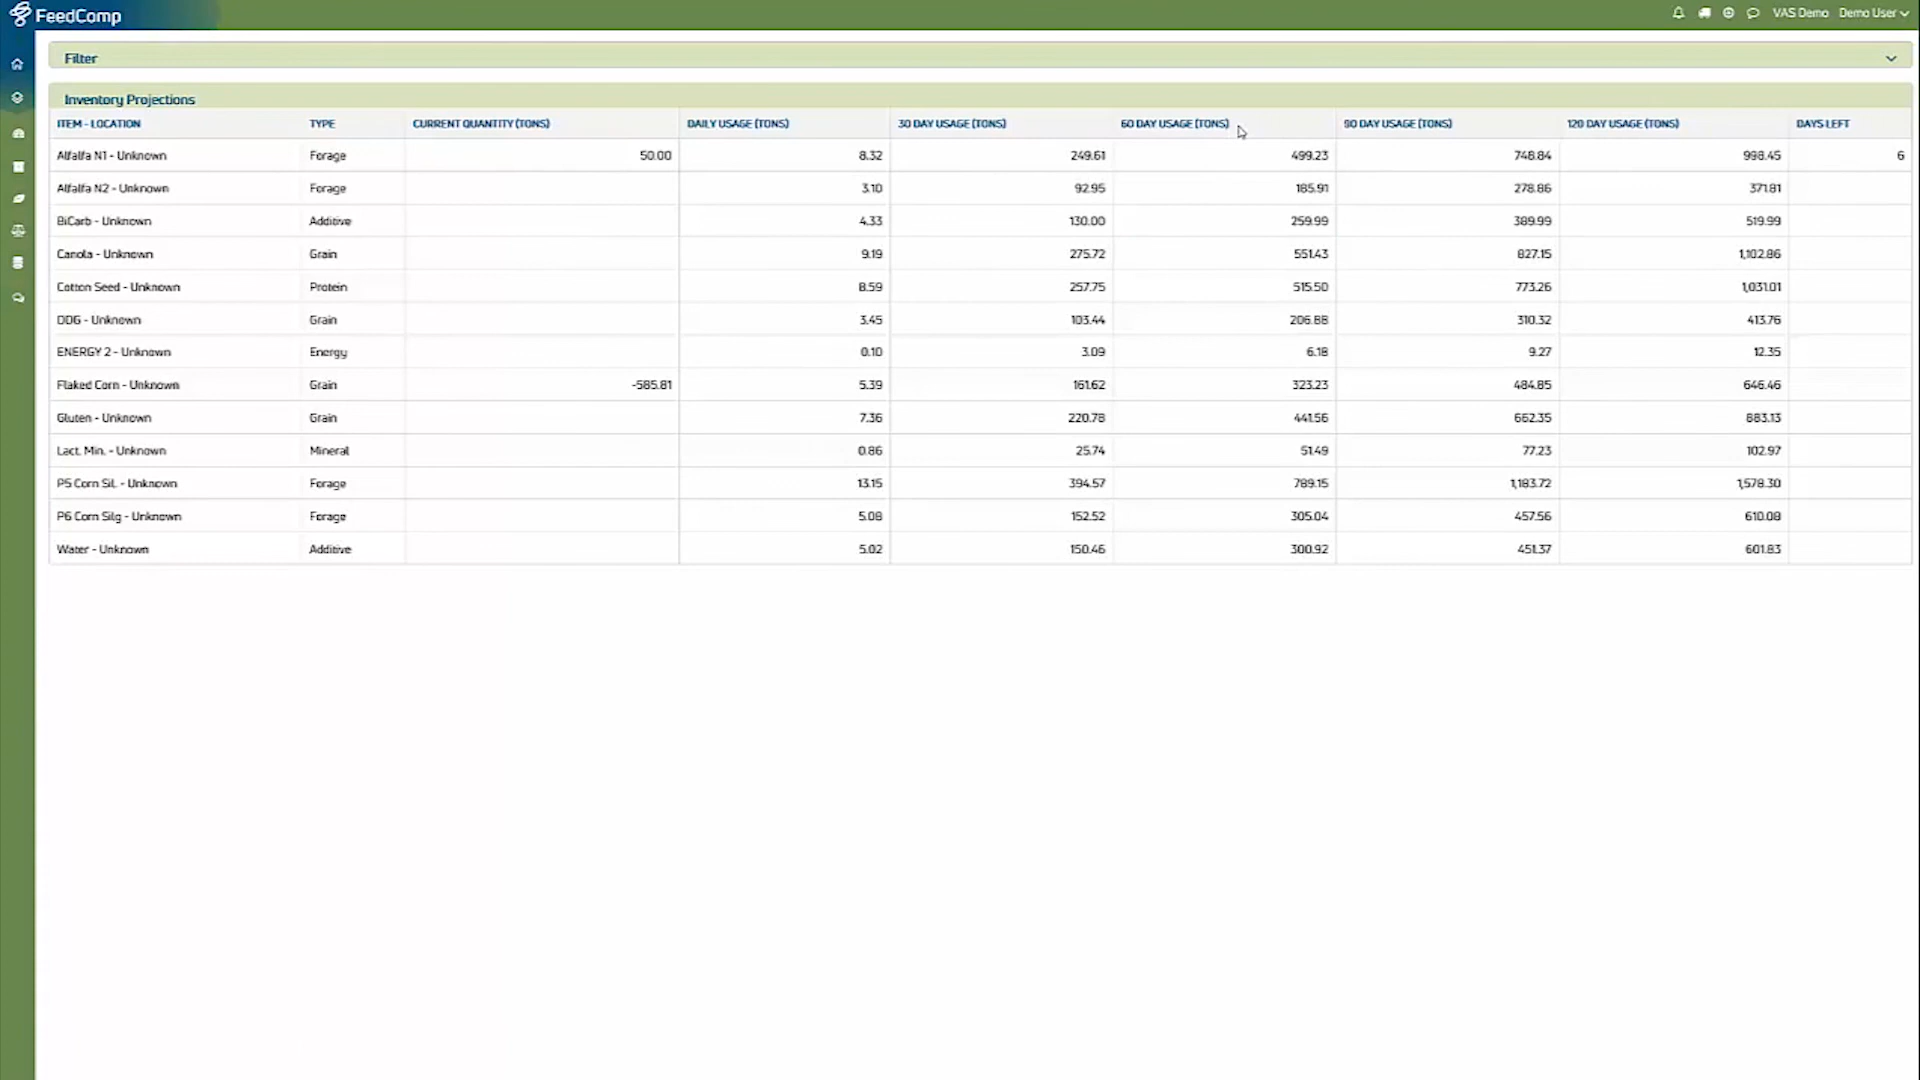 FeedComp
VAS Demo Demo User
Filter
Inventory Projections
ITEM - LOCATION TYPE CURRENT QUANTITY (TONS) DAILY USAGE (TONS) 30 DAY USAGE (TONS) 60 DAY USAGE (TONS) 90 DAY USAGE (TONS) 120 DAY USAGE (TONS) DAYS LEFT
Alfalfa N1 - Unknown Forage 50.00 8.32 249.61 499.23 748.84 998.45 6
Alfalfa N2 - Unknown Forage 3.10 92.95 185.91 278.86 371.81
BiCarb - Unknown Additive 4.33 130.00 259.99 389.99 519.99
Canola - Unknown Grain 9.19 275.72 551.43 827.15 1,102.86
Cotton Seed - Unknown Protein 8.59 257.75 515.50 773.26 1,031.01
DDG - Unknown Grain 3.45 103.44 206.88 310.32 413.76
ENERGY 2 - Unknown Energy 0.10 3.09 6.18 9.27 12.35
Flaked Corn - Unknown Grain -585.81 5.39 161.62 323.23 484.85 646.46
Gluten - Unknown Grain 7.36 220.78 441.56 662.35 883.13
Lact. Min. - Unknown Mineral 0.86 25.74 51.49 77.23 102.97
P5 Corn Sil. - Unknown Forage 13.15 394.57 789.15 1,183.72 1,578.30
P6 Corn Silg - Unknown Forage 5.08 152.52 305.04 457.56 610.08
Water - Unknown Additive 5.02 150.46 300.92 451.37 601.83